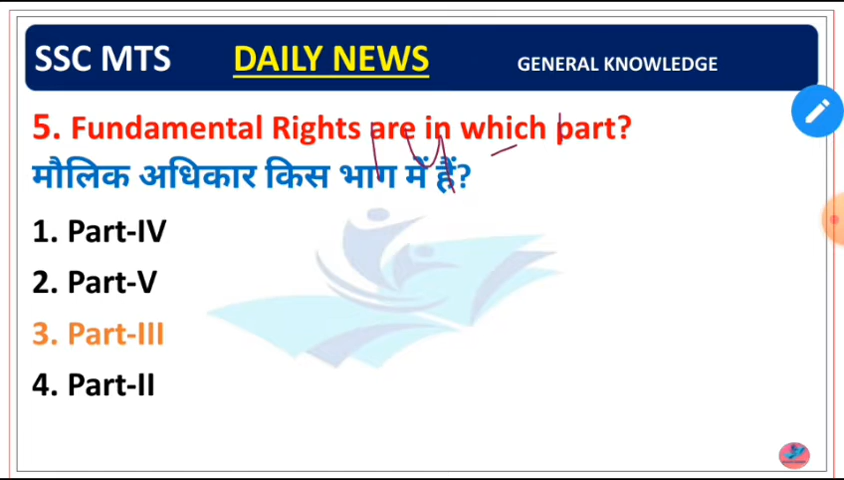 SSC MTS DAILY NEWS GENERAL KNOWLEDGE
5. Fundamental Rights are in which part?
मौलिक अधिकार किस भाग में हैं?
1. Part-IV
2. Part-V
3. Part-III
4. Part-II